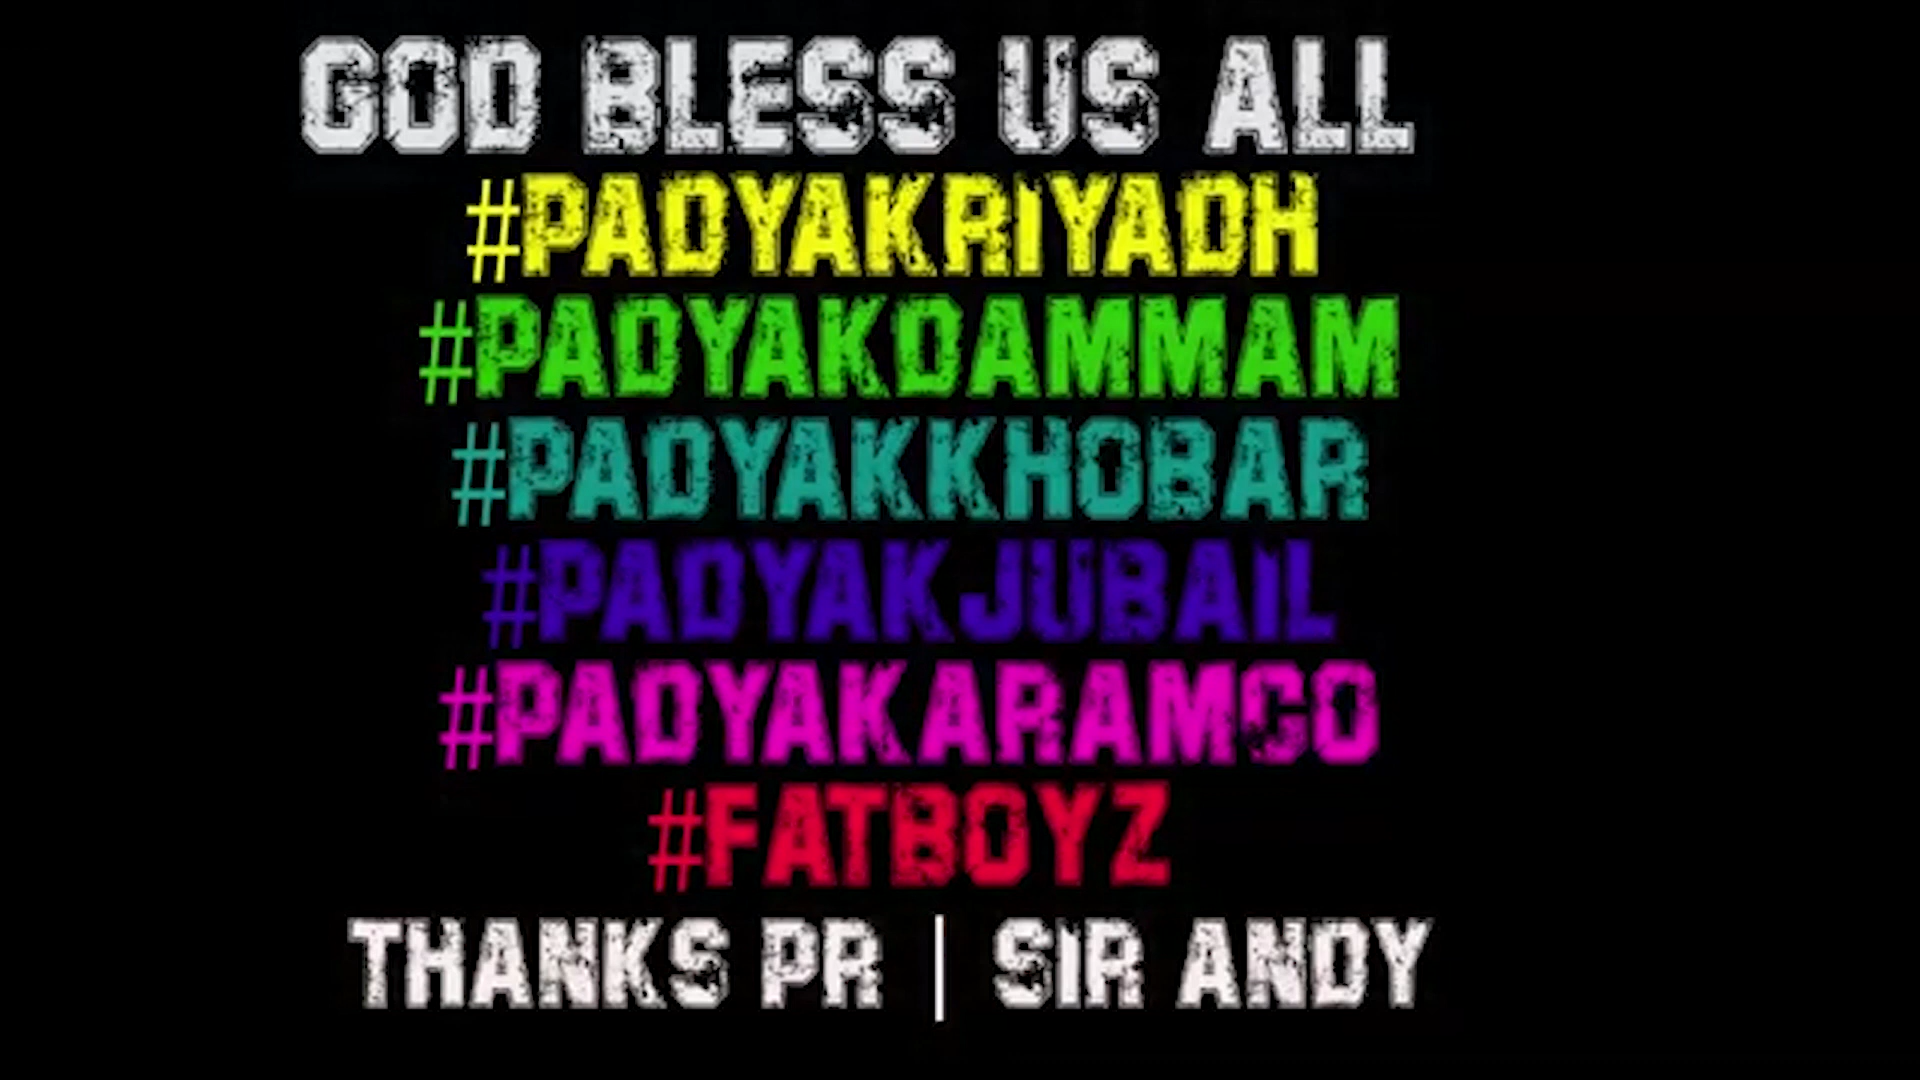 GOD BLESS US ALL
#PADYAKRIYADH
#PADYAKDAMMAM
#PADYAKKHOBAR
#PADYAKJUBAIL
#PADYAKARAMCO
#FATBOYZ
THANKS PR | SIR ANDY